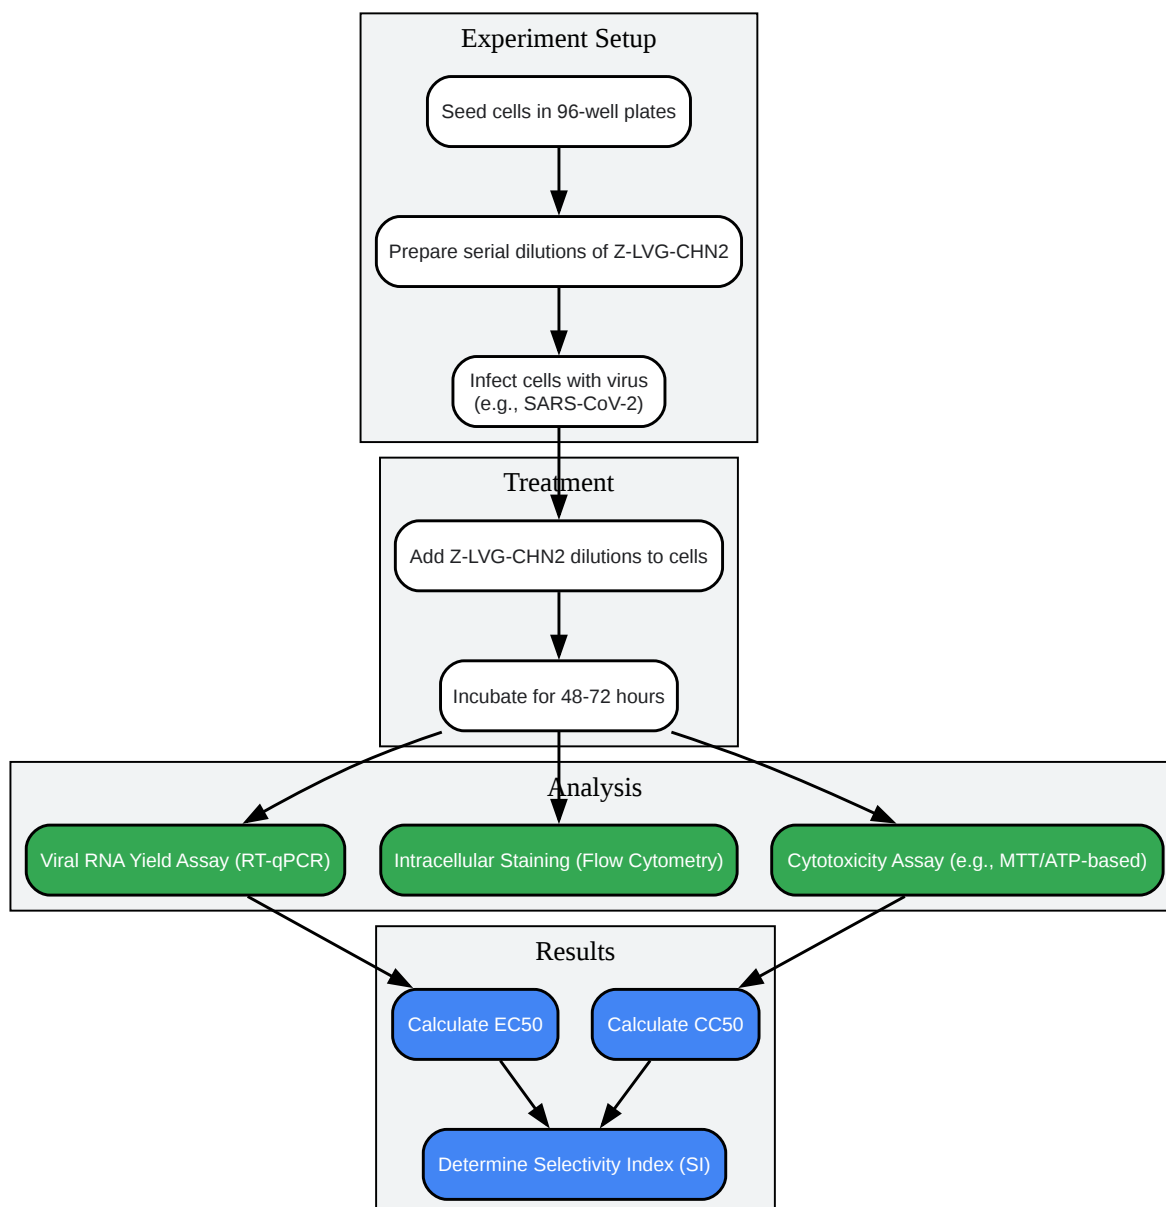 Experiment Setup
Seed cells in 96-well plates
Prepare serial dilutions of Z-LVG-CHN2
Infect cells with virus
(e.g., SARS-CoV-2)
Treatment
Add Z-LVG-CHN2 dilutions to cells
Incubate for 48-72 hours
Analysis
Viral RNA Yield Assay (RT-qPCR)
Intracellular Staining (Flow Cytometry)
Cytotoxicity Assay (e.g., MTT/ATP-based)
Results
Calculate EC50
Calculate CC50
Determine Selectivity Index (SI)